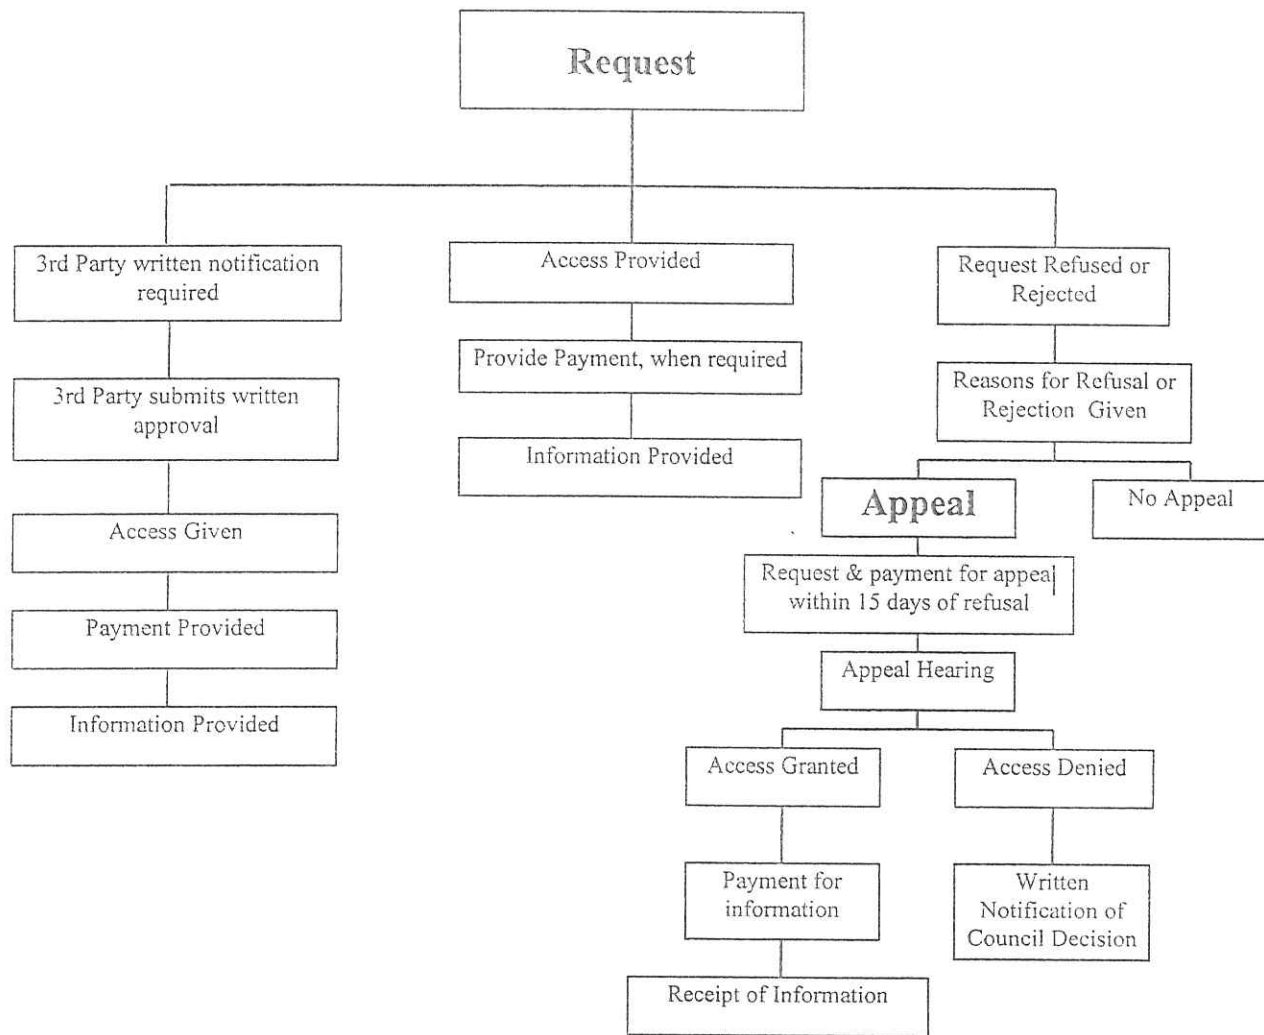 Request
3rd Party written notification
required
3rd Party submits written
approval
Access Given
Payment Provided
Information Provided
Access Provided
Provide Payment, when required
Information Provided
Request Refused or
Rejected
Reasons for Refusal or
Rejection Given
Appeal
No Appeal
Request & payment for appeal
within 15 days of refusal
Appeal Hearing
Access Granted
Access Denied
Payment for
information
Written
Notification of
Council Decision
Receipt of Information